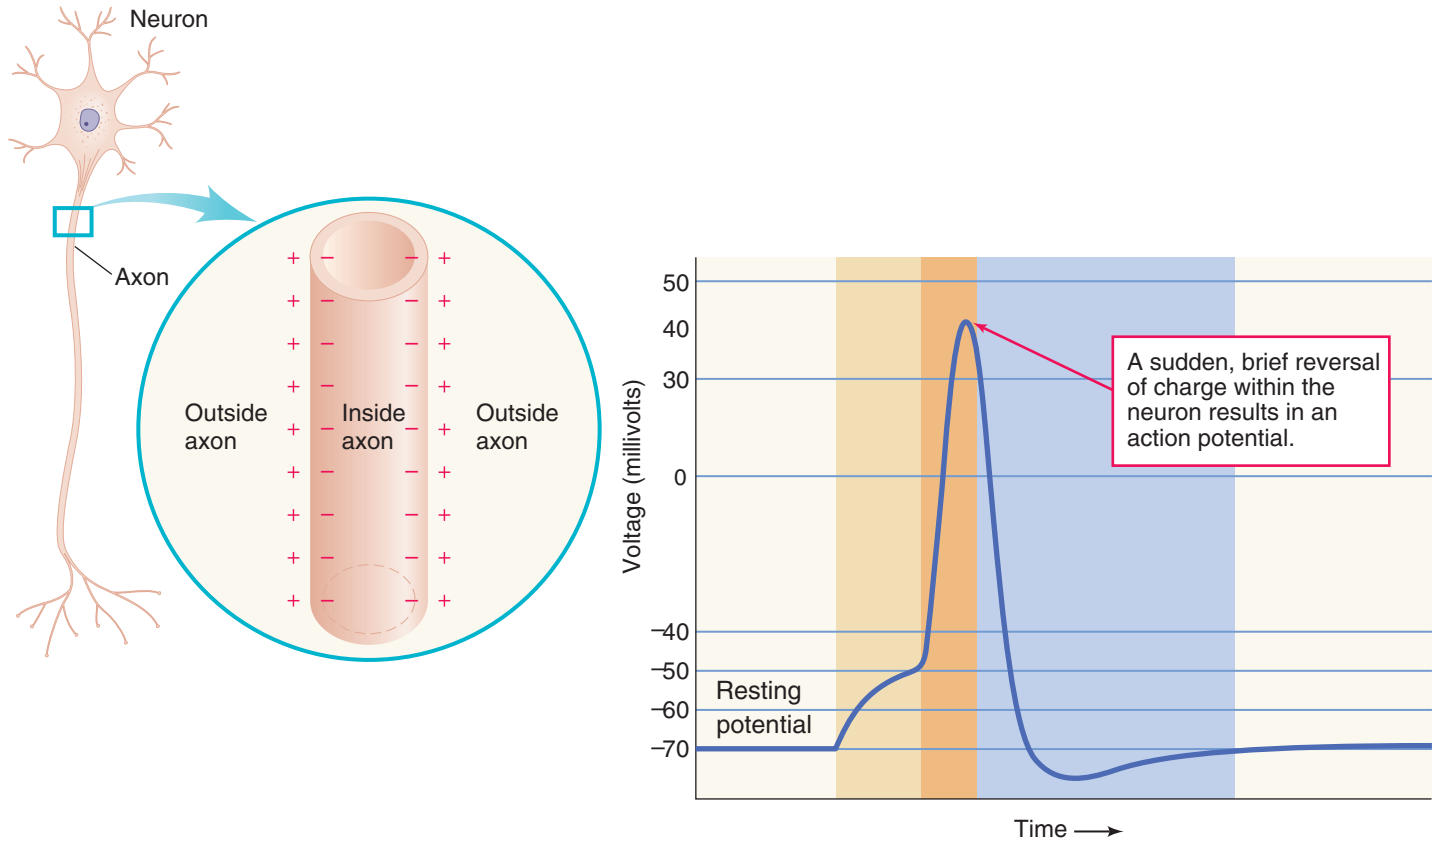 Neuron
Axon
+ − − +
+ − − +
+ − − +
+ − − +
Outside
axon
Inside
axon
Outside
axon
+ − − +
+ − − +
+ − − +
+ − − +
+ − − +
Voltage (millivolts)
50
40
30
0
−40
−50
−60
−70
Resting
potential
A sudden, brief reversal
of charge within the
neuron results in an
action potential.
Time